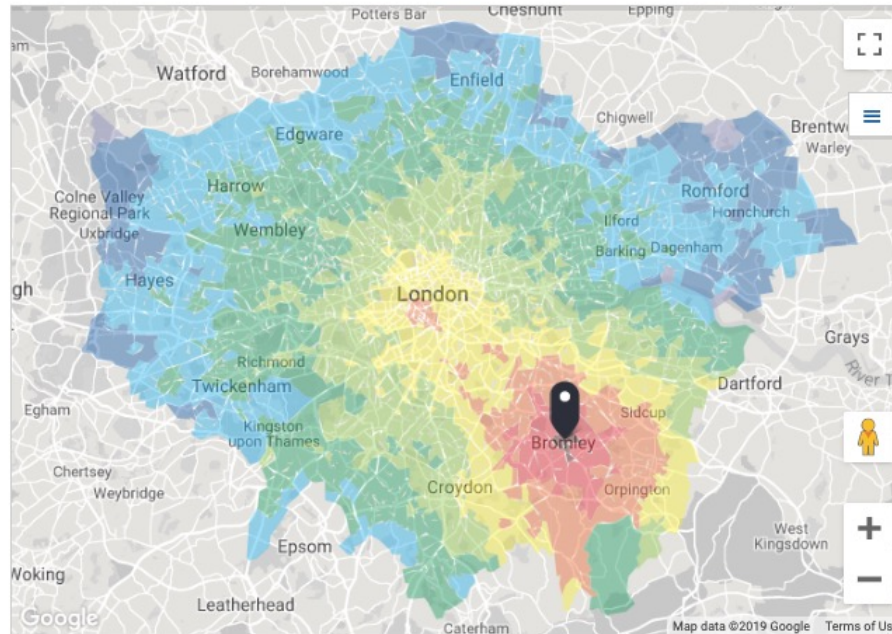 Potters Bar
Cheshunt
Epping
Watford
Borehamwood
Enfield
Chigwell
Edgware
Brentw
Warley
Harrow
Romford
Colne Valley
Regional Park
Hornchurch
Ilford
Uxbridge
Wembley
Barking
Dagenham
Hayes
gh
London
Grays
Richmond
River T
Twickenham
Dartford
Egham
Sidcup
Kingston
upon Thames
Bromley
Chertsey
Croydon
Orpington
Weybridge
West
Kingsdown
Epsom
Woking
Leatherhead
Google
Caterham
Map data ©2019 Google
Terms of Us